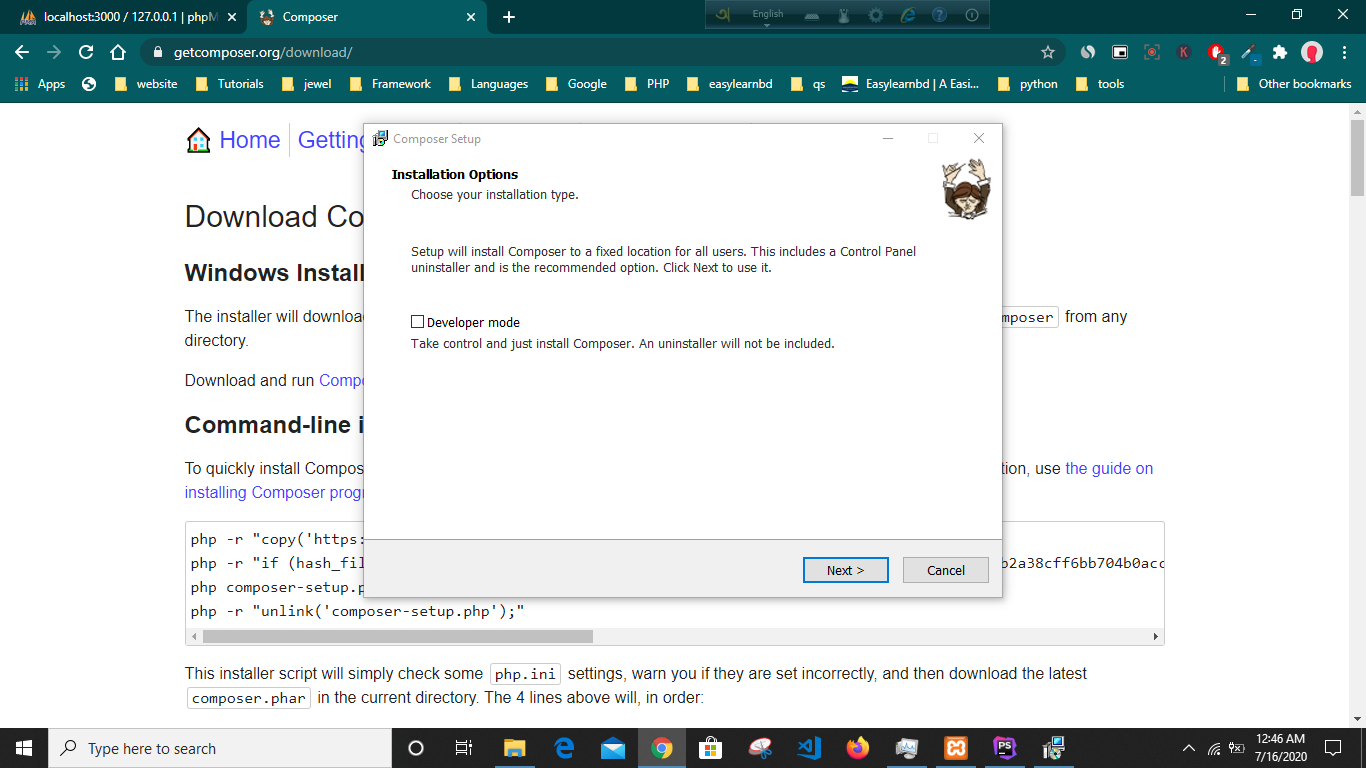 localhost:3000 / 127.0.0.1 | phpM
Composer
English
getcomposer.org/download/
2
Apps
website
Tutorials
jewel
Framework
Languages
Google
PHP
easylearnbd
qs
Easylearnbd | A Easi...
python
tools
Other bookmarks
Home
Getting
Composer Setup
Installation Options
Choose your installation type.
Setup will install Composer to a fixed location for all users. This includes a Control Panel
uninstaller and is the recommended option. Click Next to use it.
Developer mode
Take control and just install Composer. An uninstaller will not be included.
Next >
Cancel
Download Co
Windows Install
The installer will download
mposer from any
directory.
Download and run Compo
Command-line i
To quickly install Compos
tion, use the guide on
installing Composer prog
php -r "copy('https:
php -r "if (hash_fil
b2a38cff6bb704b0acc
php composer-setup.p
php -r "unlink('composer-setup.php');"
This installer script will simply check some php.ini settings, warn you if they are set incorrectly, and then download the latest
composer.phar in the current directory. The 4 lines above will, in order:
Type here to search
PS
12:46 AM
7/16/2020